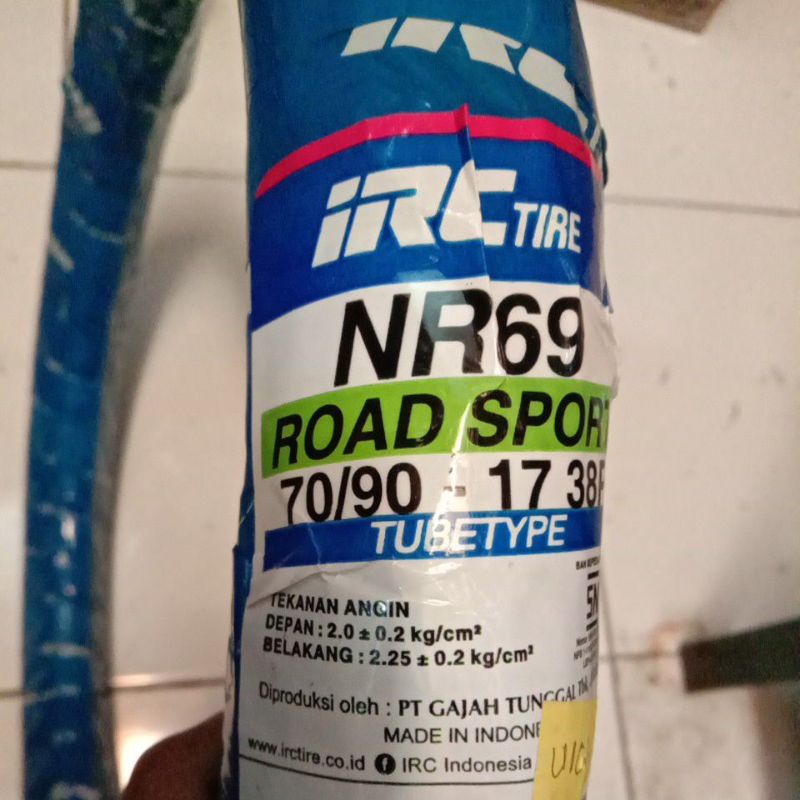 IRC
iRC TIRE
NR69
ROAD SPORT
70/90 - 17 38P
TUBETYPE
TEKANAN ANGIN
DEPAN : 2.0 ± 0.2 kg/cm²
BELAKANG : 2.25 ± 0.2 kg/cm²
Diproduksi oleh : PT GAJAH TUNGGAL Tbk,
MADE IN INDONE
www.irctire.co.id IRC Indonesia